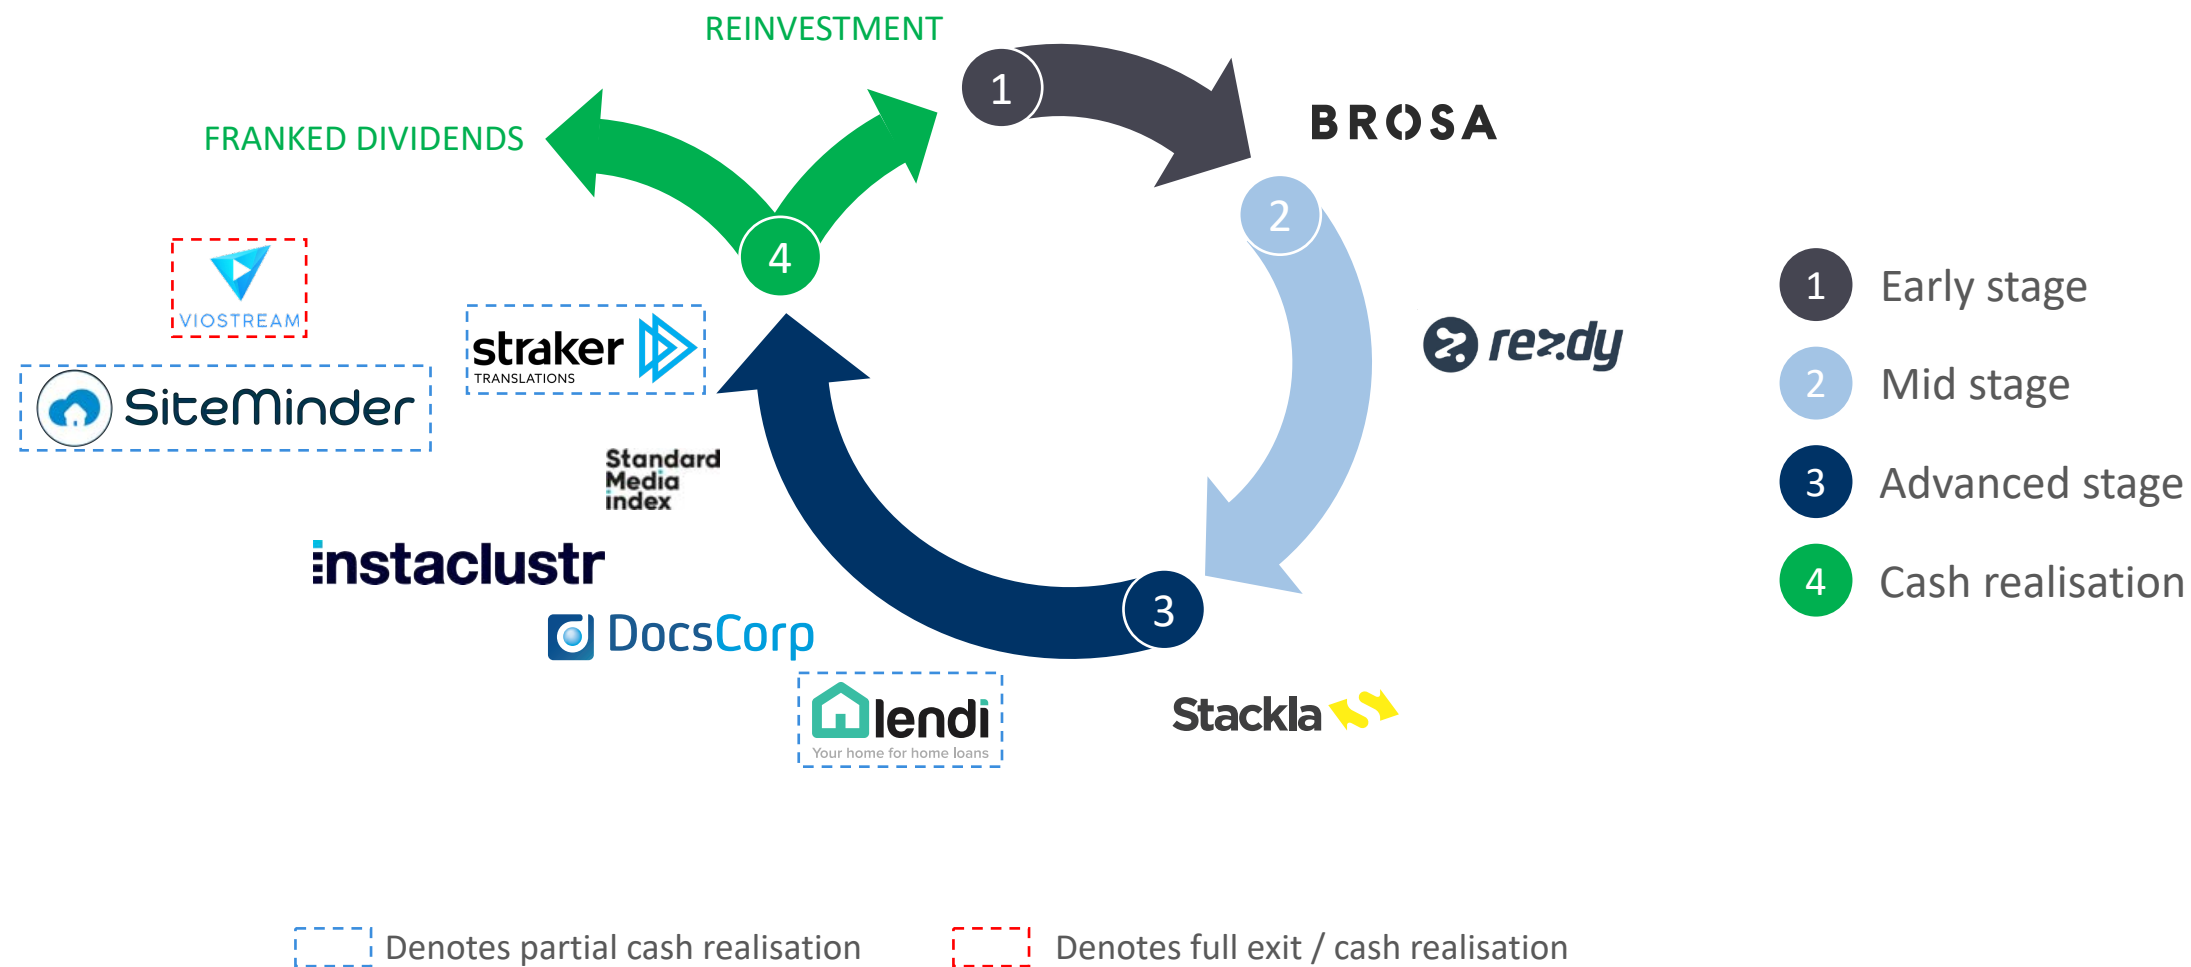 REINVESTMENT
1
BROSA
FRANKED DIVIDENDS
2
4
VIOSTREAM
straker
TRANSLATIONS
SiteMinder
rezdy
Standard
Media
index
instaclustr
DocsCorp
3
lendi
Your home for home loans
Stackla
1 Early stage
2 Mid stage
3 Advanced stage
4 Cash realisation
Denotes partial cash realisation
Denotes full exit / cash realisation